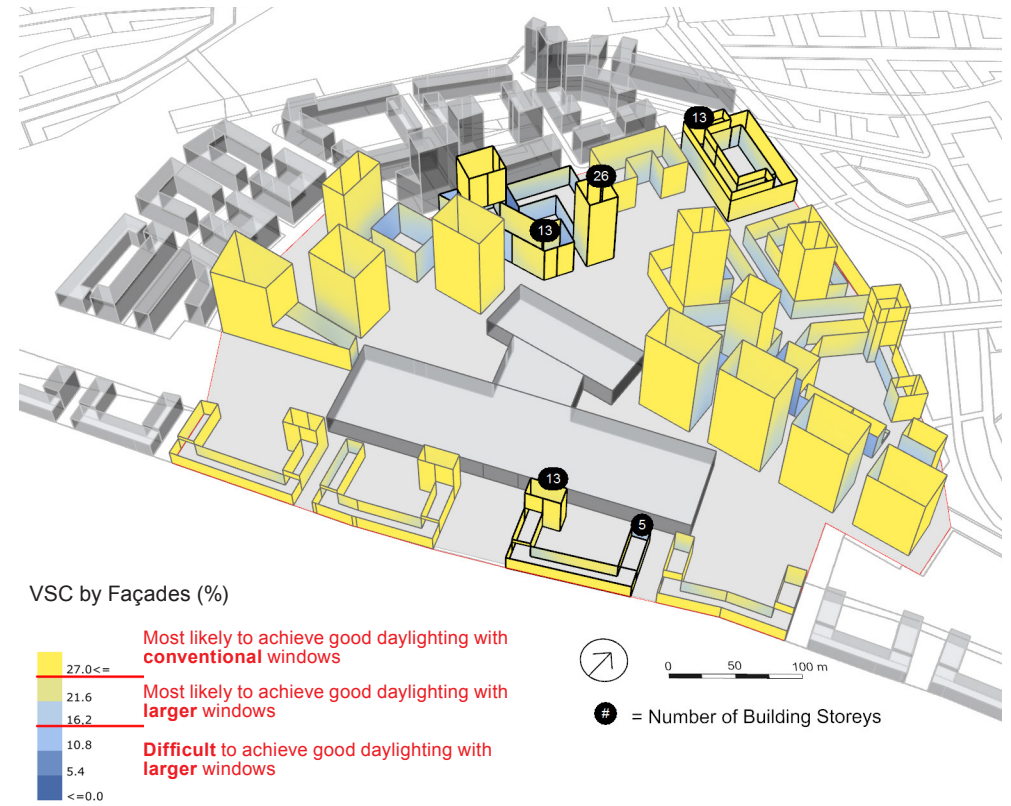 13
26
13
13
5
VSC by Façades (%)
27.0<=
21.6
16.2
10.8
5.4
<=0.0
Most likely to achieve good daylighting with
conventional windows
Most likely to achieve good daylighting with
larger windows
Difficult to achieve good daylighting with
larger windows
0 50 100 m
# = Number of Building Storeys